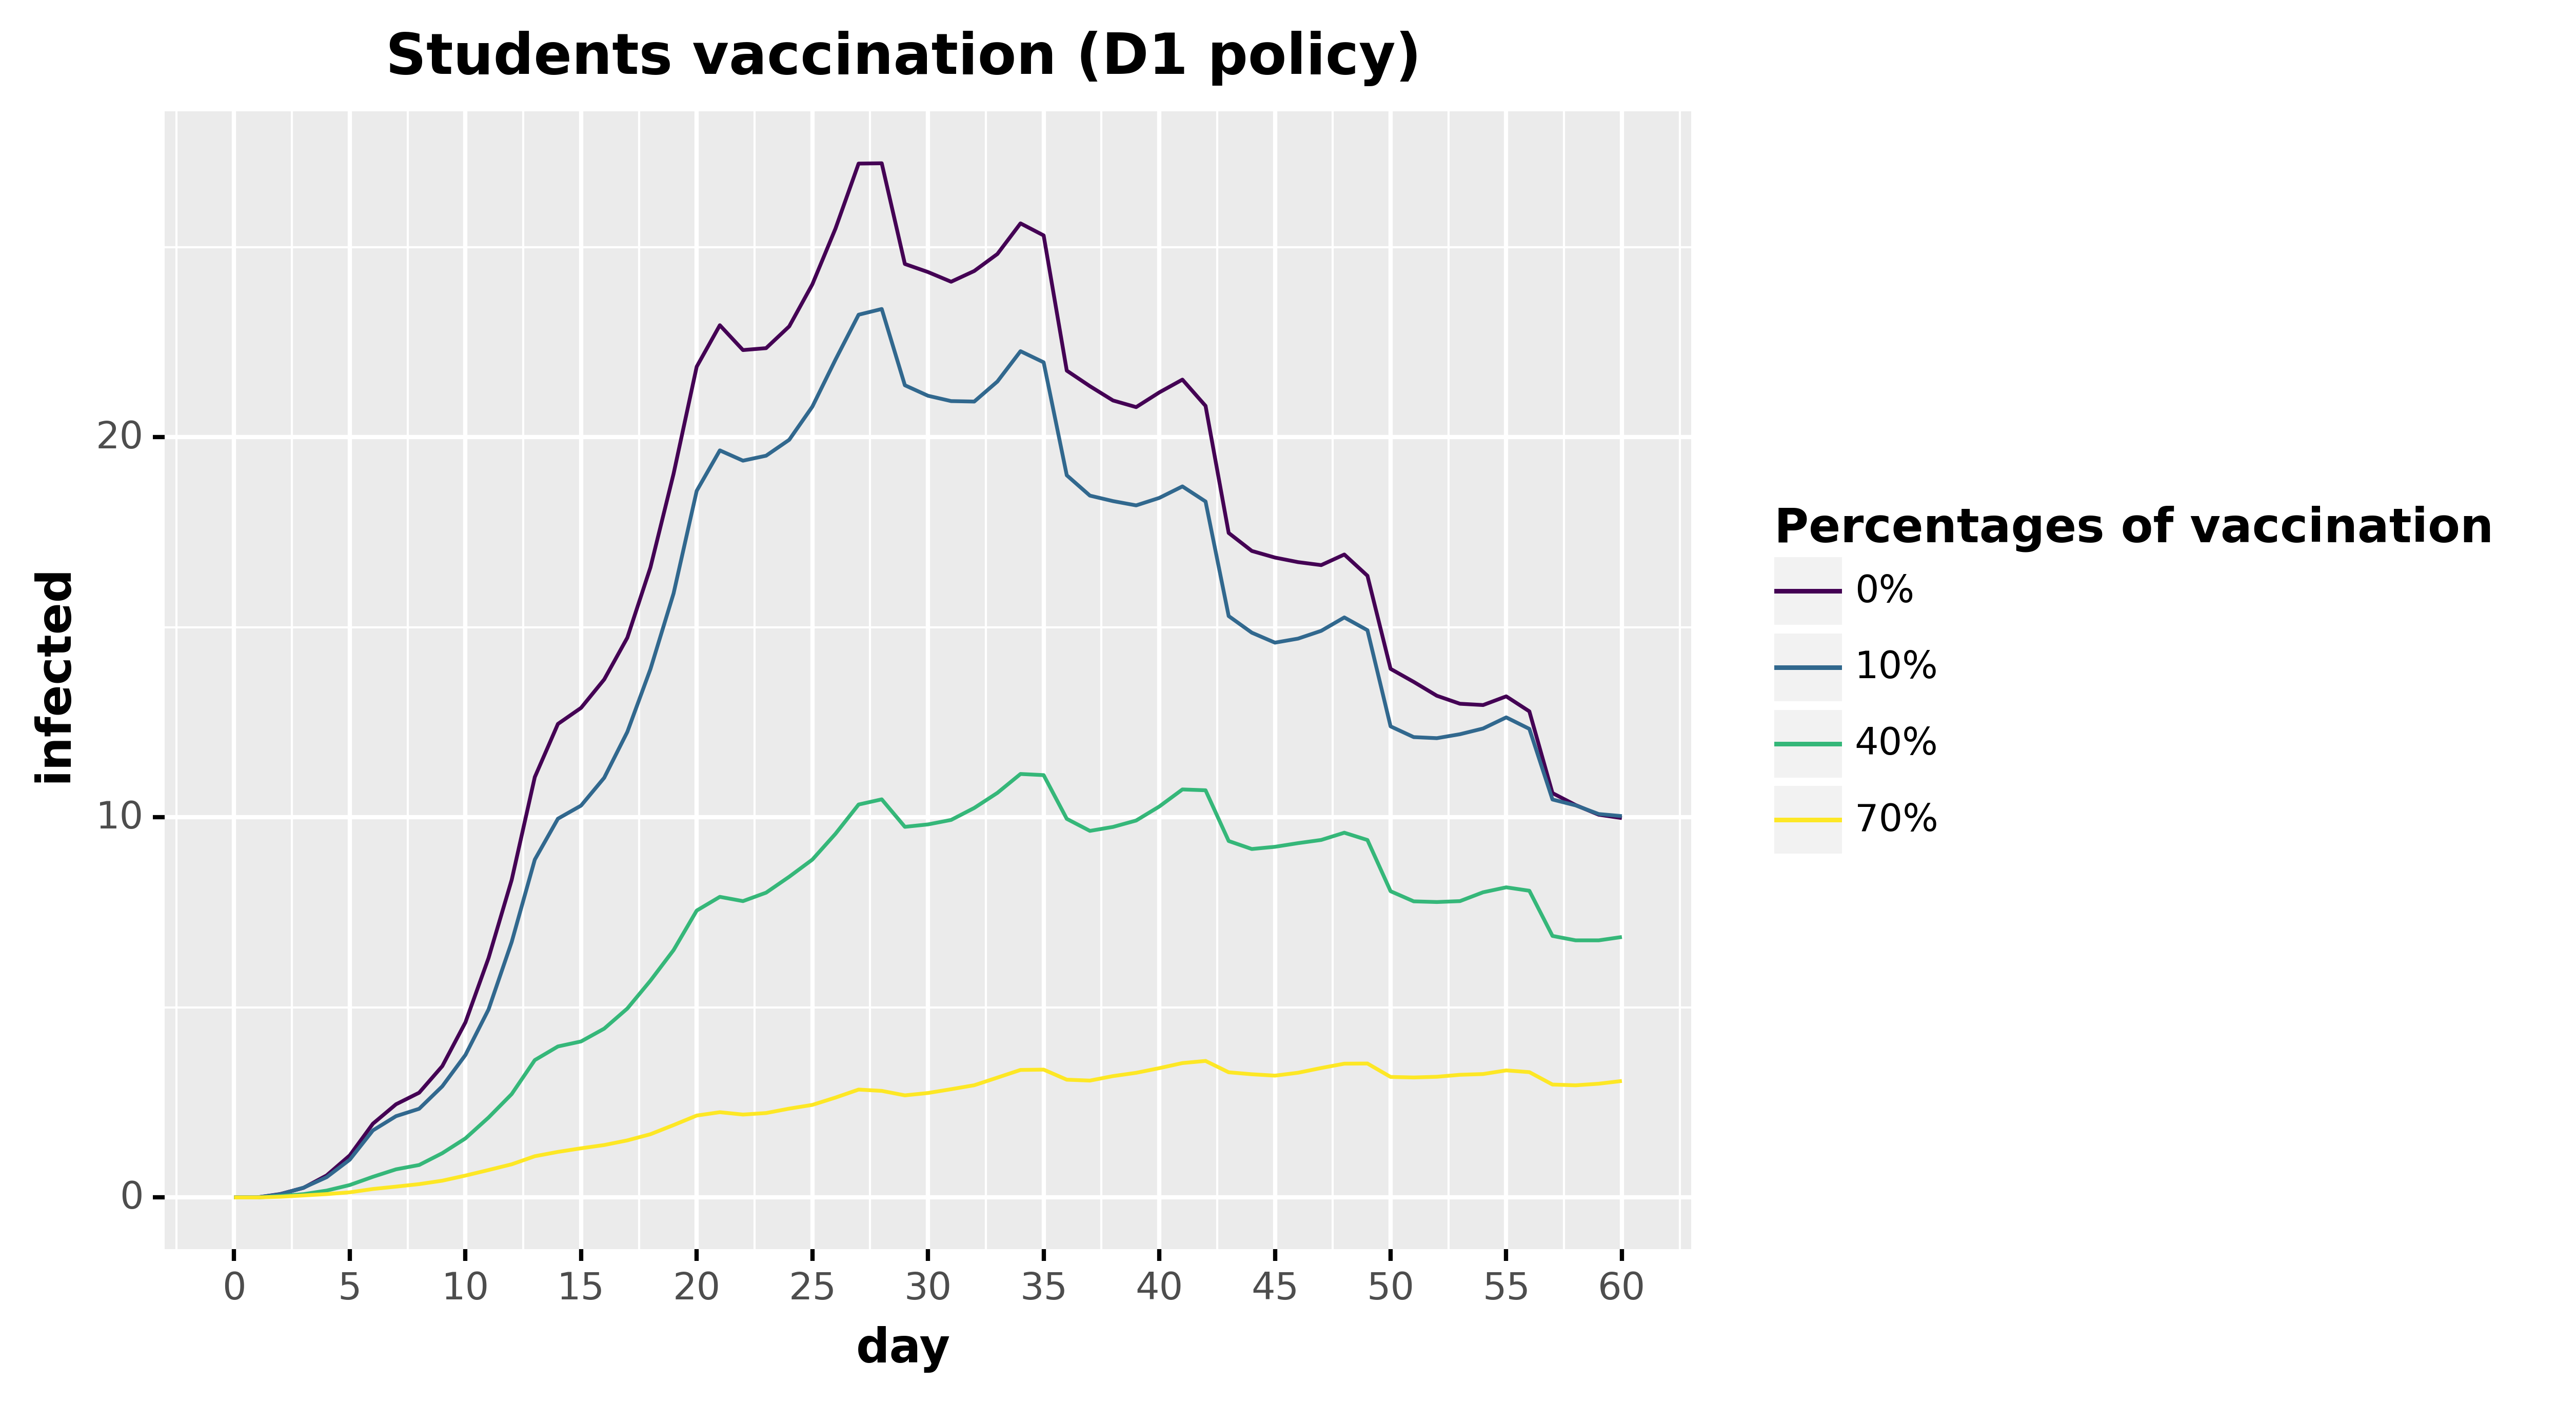 Students vaccination (D1 policy)
infected
20
10
0
0 5 10 15 20 25 30 35 40 45 50 55 60
day
Percentages of vaccination
0%
10%
40%
70%